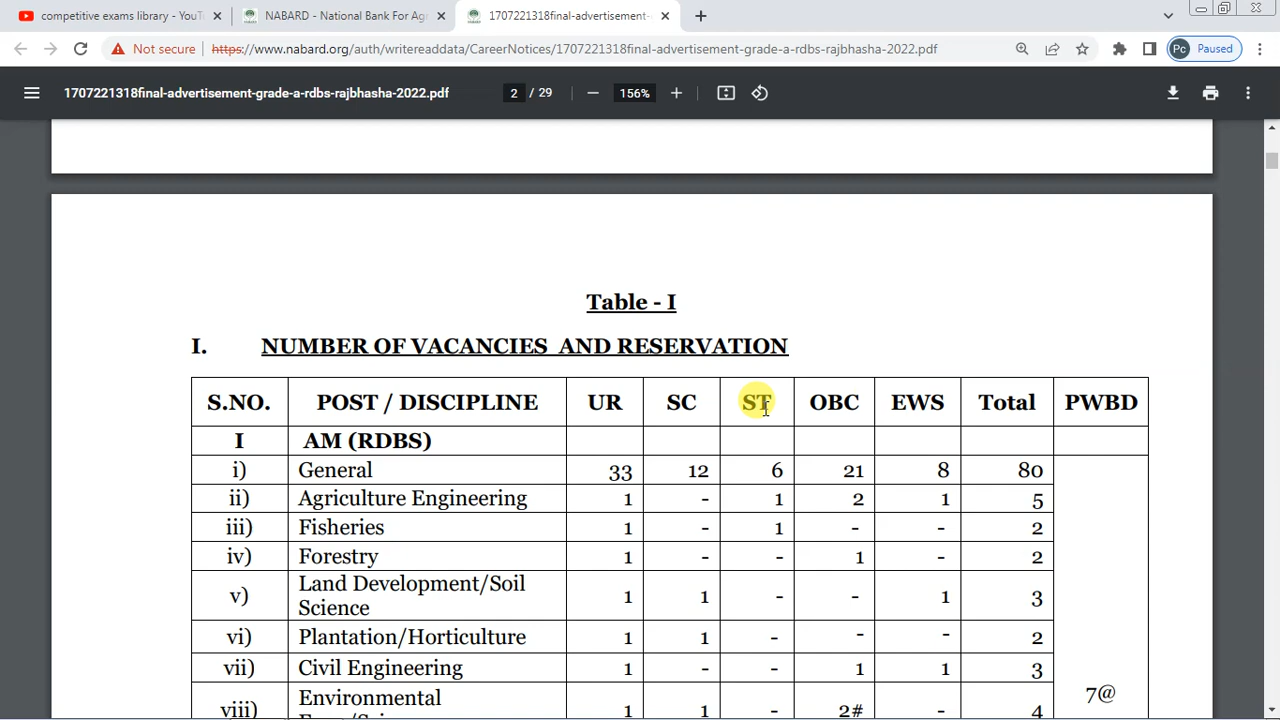 competitive exams library - YouT
NABARD - National Bank For Agr
1707221318final-advertisement-
Not secure
https://www.nabard.org/auth/writereaddata/CareerNotices/1707221318final-advertisement-grade-a-rdbs-rajbhasha-2022.pdf
Pc Paused
1707221318final-advertisement-grade-a-rdbs-rajbhasha-2022.pdf
2 / 29
156%
Table - I
I. NUMBER OF VACANCIES AND RESERVATION
S.NO. POST / DISCIPLINE UR SC ST OBC EWS Total PWBD
I AM (RDBS)
i) General 33 12 6 21 8 80
ii) Agriculture Engineering 1 - 1 2 1 5
iii) Fisheries 1 - 1 - - 2
iv) Forestry 1 - - 1 - 2
v) Land Development/Soil
Science 1 1 - - 1 3
vi) Plantation/Horticulture 1 1 - - - 2
vii) Civil Engineering 1 - - 1 1 3
7@
viii) Environmental
1 1 - 2# - 4